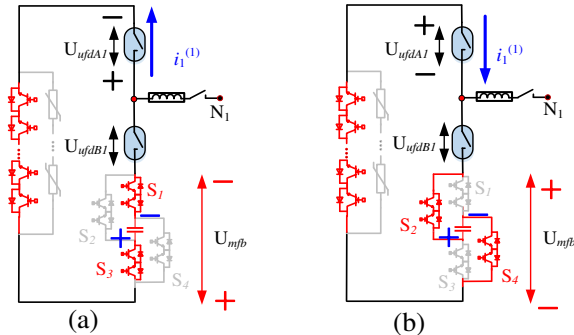 −
U_ufdA1
i_1^(1)
+
N_1
U_ufdB1
S_1
−
−
S_2
+
U_mfb
S_3
S_4
+
(a)
+
U_ufdA1
i_1^(1)
−
N_1
U_ufdB1
S_1
+
−
S_2
+
U_mfb
S_3
S_4
−
(b)